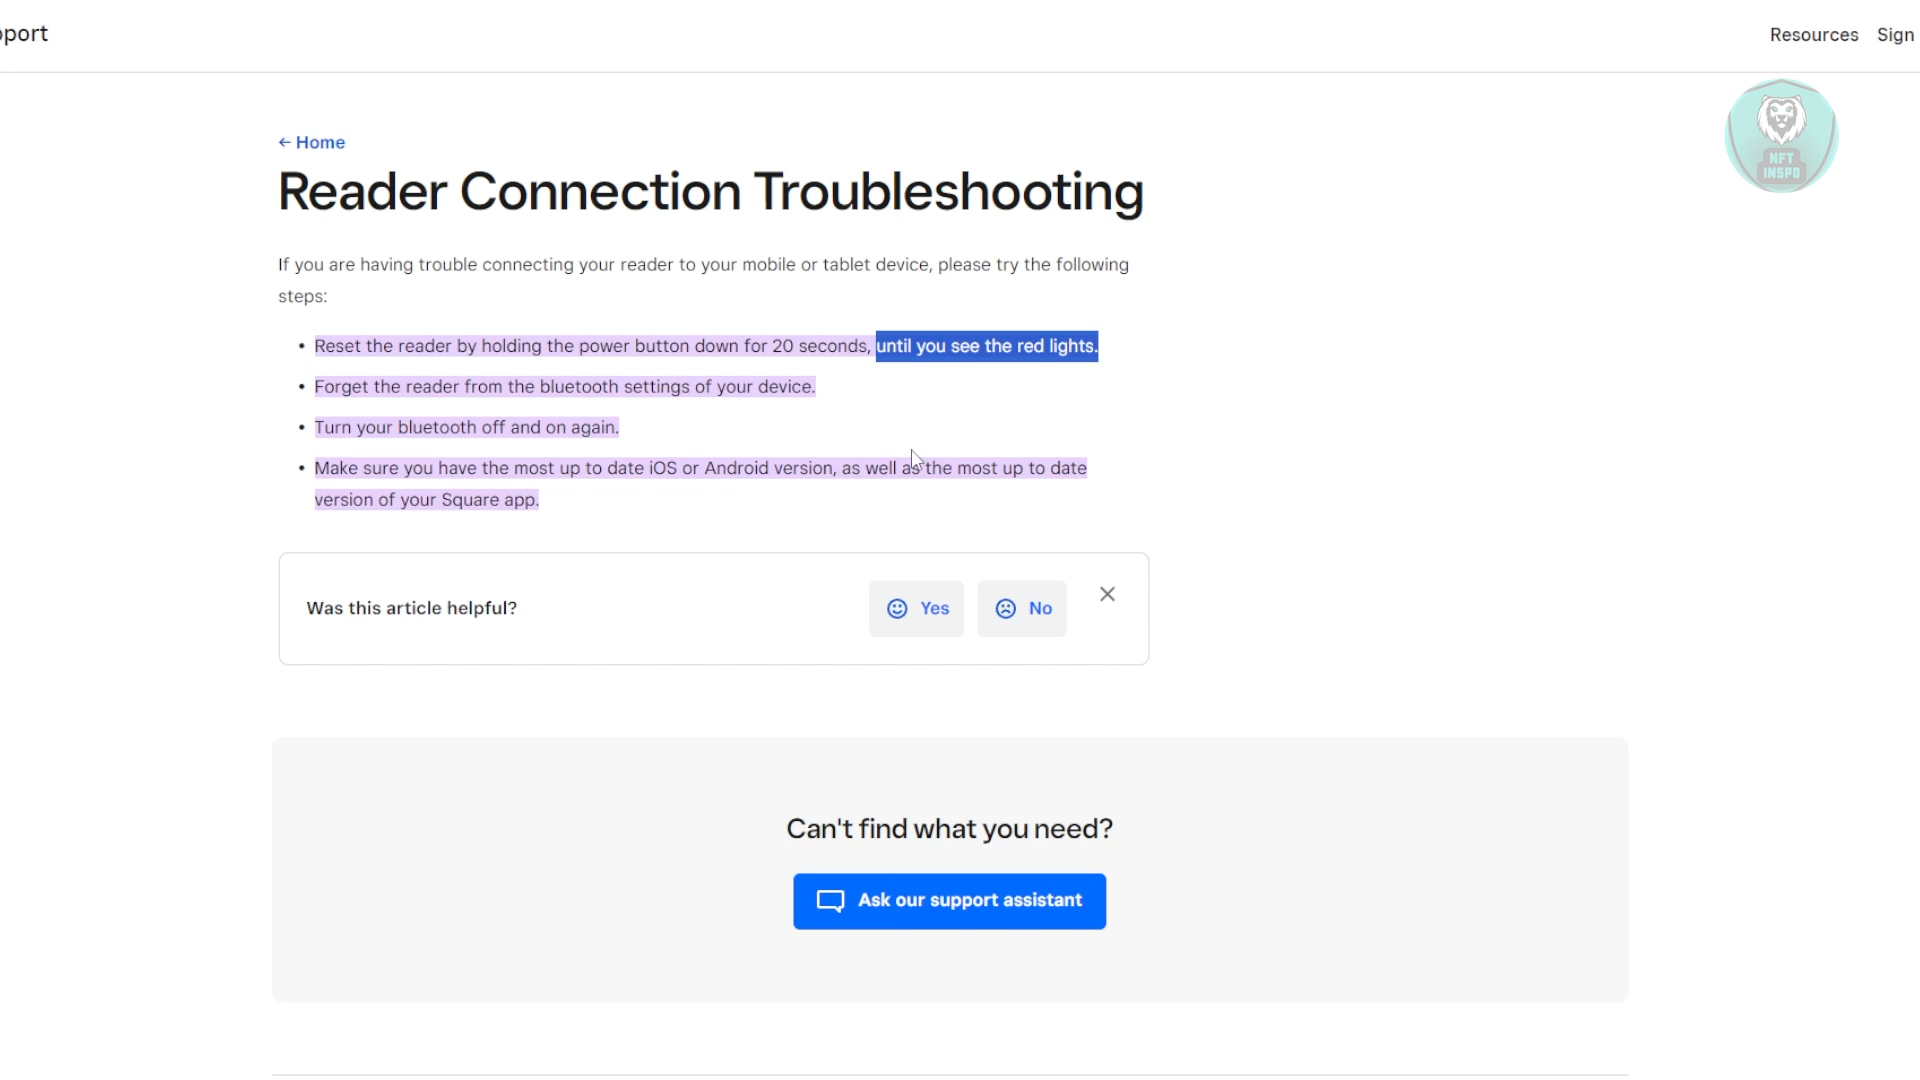 pport
Resources Sign
NFT
INSPO
← Home
Reader Connection Troubleshooting
If you are having trouble connecting your reader to your mobile or tablet device, please try the following
steps:
• Reset the reader by holding the power button down for 20 seconds, until you see the red lights.
• Forget the reader from the bluetooth settings of your device.
• Turn your bluetooth off and on again.
• Make sure you have the most up to date iOS or Android version, as well as the most up to date
version of your Square app.
Was this article helpful?
Yes
No
Can't find what you need?
Ask our support assistant